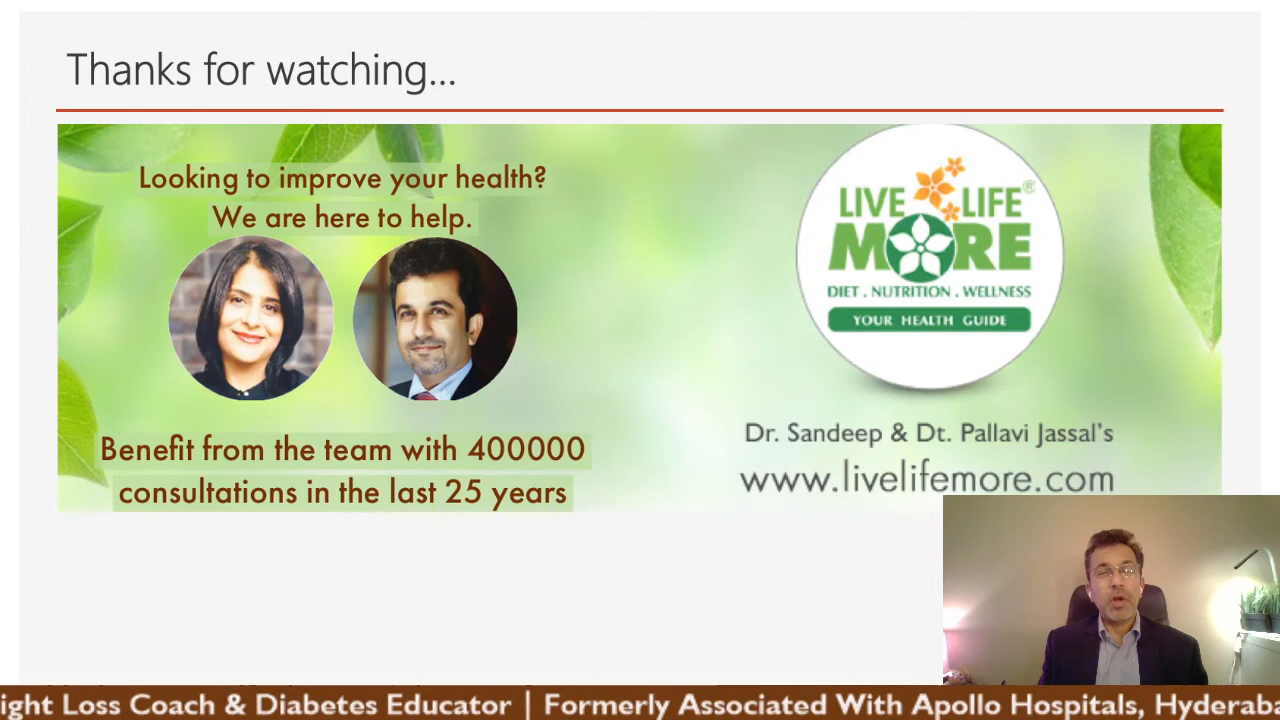 Thanks for watching...
Looking to improve your health?
We are here to help.
Benefit from the team with 400000
consultations in the last 25 years
LIVE LIFE®
MORE
DIET . NUTRITION . WELLNESS
YOUR HEALTH GUIDE
Dr. Sandeep & Dt. Pallavi Jassal's
www.livelifemore.com
ight Loss Coach & Diabetes Educator | Formerly Associated With Apollo Hospitals, Hyderaba